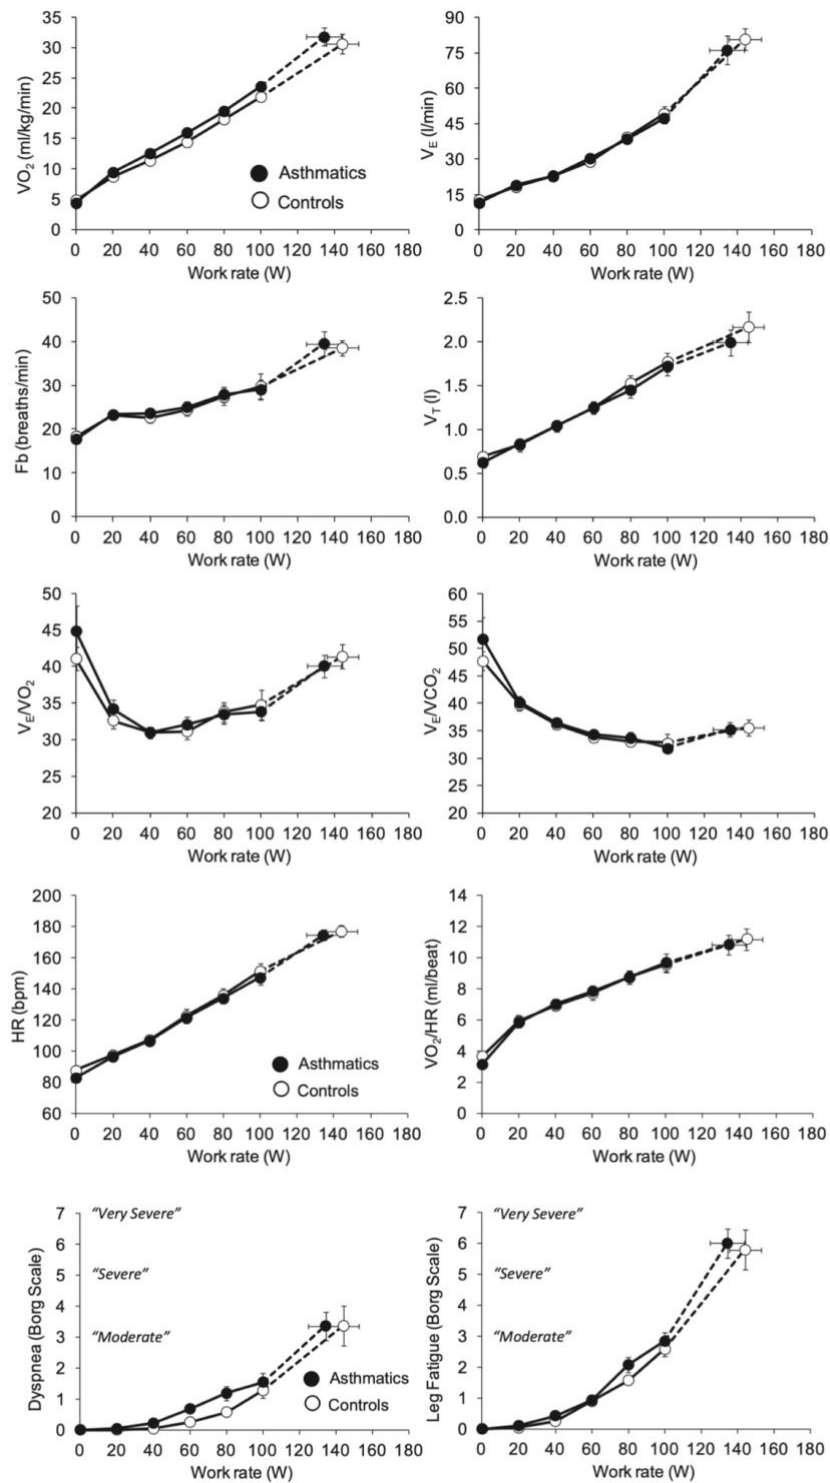 35
30
25
20
15
10
5
0
VO₂ (ml/kg/min)
Asthmatics
Controls
0 20 40 60 80 100 120 140 160 180
Work rate (W)
90
75
60
45
30
15
0
V_E (l/min)
0 20 40 60 80 100 120 140 160 180
Work rate (W)
50
40
30
20
10
0
Fb (breaths/min)
0 20 40 60 80 100 120 140 160 180
Work rate (W)
2.5
2.0
1.5
1.0
0.5
0.0
V_T (l)
0 20 40 60 80 100 120 140 160 180
Work rate (W)
50
45
40
35
30
25
20
V_E/VO₂
0 20 40 60 80 100 120 140 160 180
Work rate (W)
60
55
50
45
40
35
30
25
20
V_E/VCO₂
0 20 40 60 80 100 120 140 160 180
Work rate (W)
200
180
160
140
120
100
80
60
HR (bpm)
Asthmatics
Controls
0 20 40 60 80 100 120 140 160 180
Work rate (W)
14
12
10
8
6
4
2
0
VO₂/HR (ml/beat)
0 20 40 60 80 100 120 140 160 180
Work rate (W)
7
6
5
4
3
2
1
0
Dyspnea (Borg Scale)
“Very Severe”
“Severe”
“Moderate”
Asthmatics
Controls
0 20 40 60 80 100 120 140 160 180
Work rate (W)
7
6
5
4
3
2
1
0
Leg Fatigue (Borg Scale)
“Very Severe”
“Severe”
“Moderate”
0 20 40 60 80 100 120 140 160 180
Work rate (W)